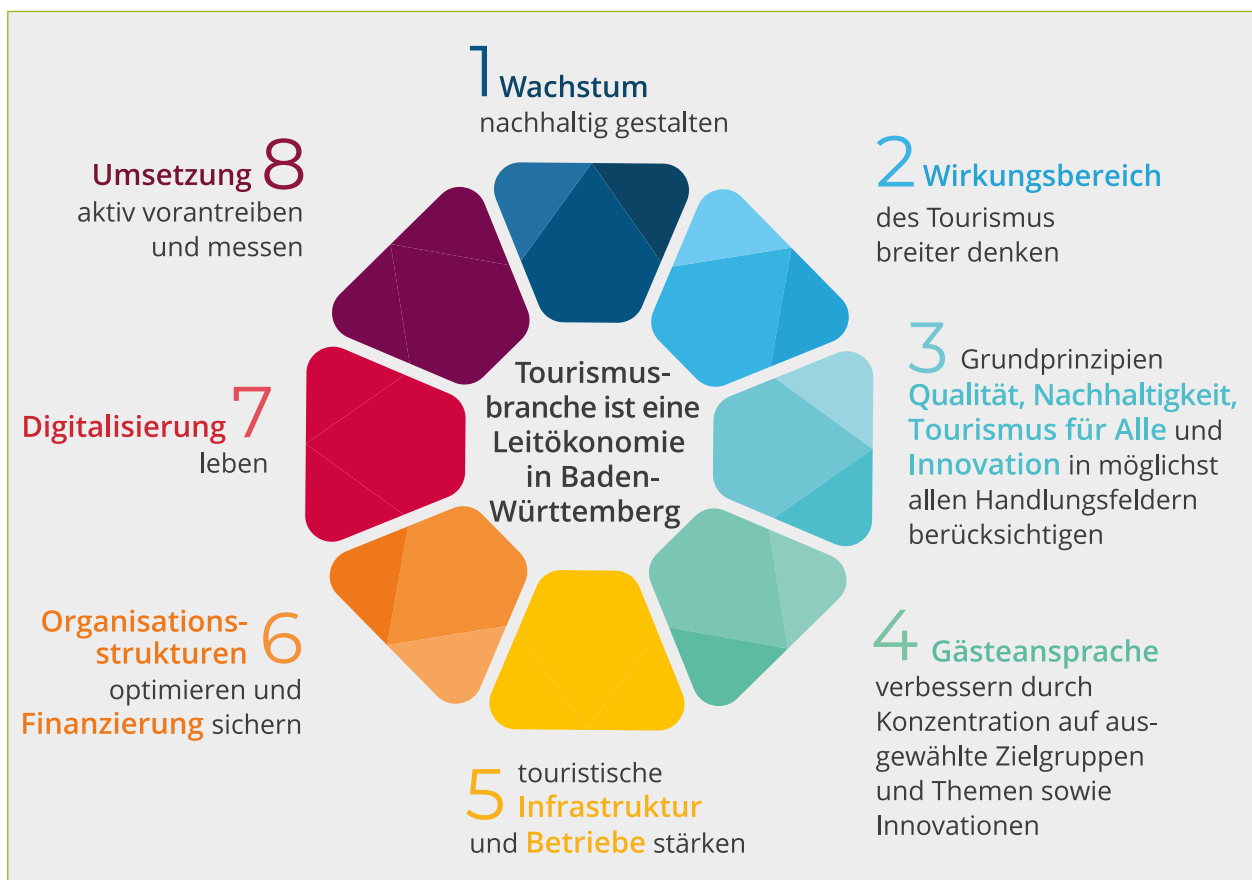 1 Wachstum
nachhaltig gestalten
2 Wirkungsbereich
des Tourismus
breiter denken
3 Grundprinzipien
Qualität, Nachhaltigkeit,
Tourismus für Alle und
Innovation in möglichst
allen Handlungsfeldern
berücksichtigen
4 Gästeansprache
verbessern durch
Konzentration auf aus-
gewählte Zielgruppen
und Themen sowie
Innovationen
5 touristische
Infrastruktur
und Betriebe stärken
Organisations-
strukturen 6
optimieren und
Finanzierung sichern
Digitalisierung 7
leben
Umsetzung 8
aktiv vorantreiben
und messen
Tourismus-
branche ist eine
Leitökonomie
in Baden-
Württemberg